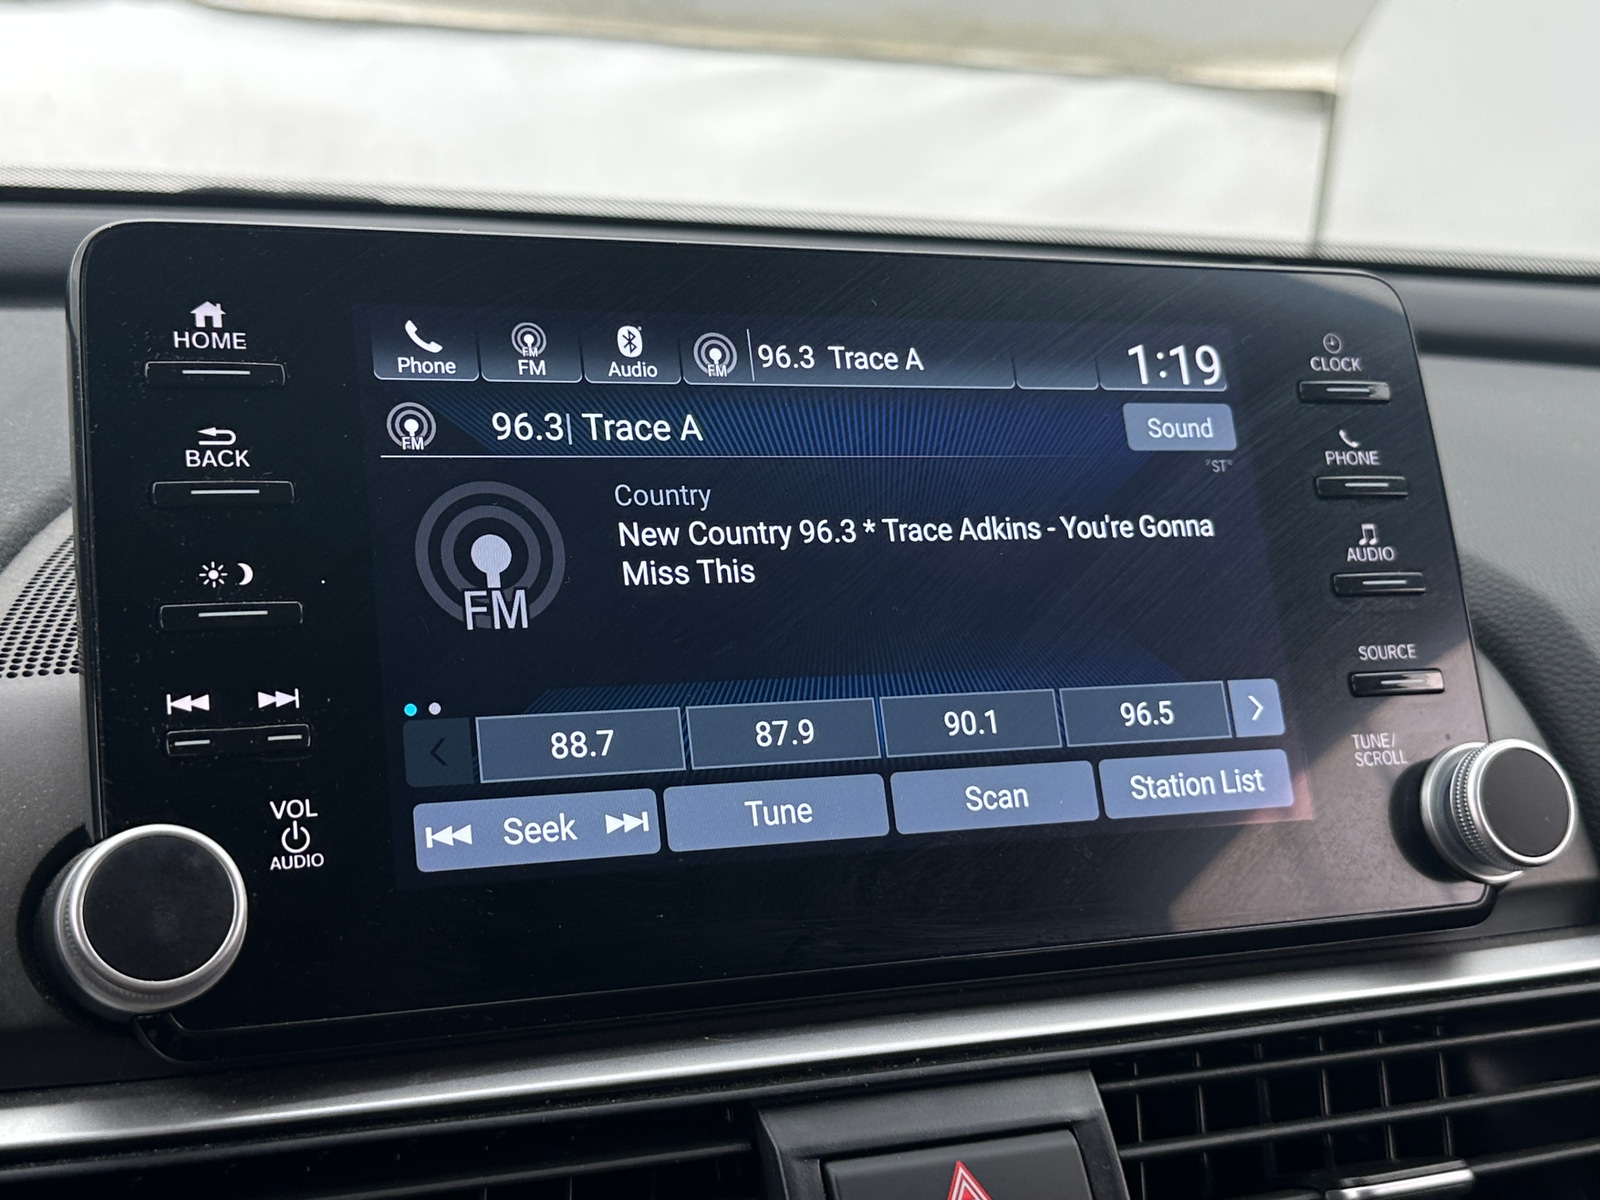 HOME
BACK
VOL
AUDIO
Phone
FM
FM
Audio
FM
96.3 Trace A
1:19
FM
96.3| Trace A
Sound
"ST"
Country
New Country 96.3 * Trace Adkins - You're Gonna
Miss This
FM
88.7
87.9
90.1
96.5
Seek
Tune
Scan
Station List
CLOCK
PHONE
AUDIO
SOURCE
TUNE/
SCROLL